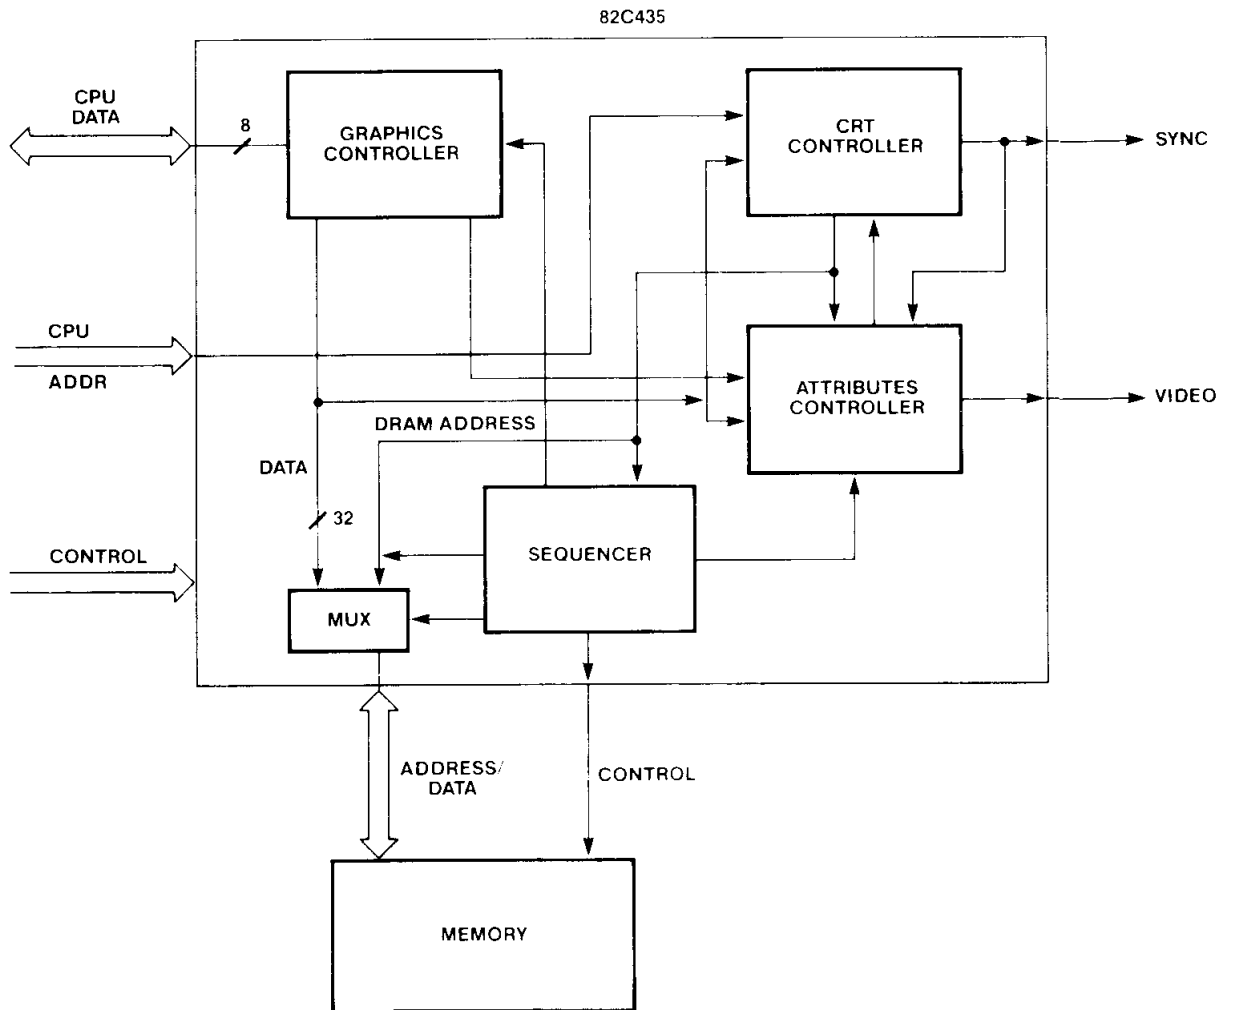 82C435
CPU
DATA
8
GRAPHICS
CONTROLLER
CRT
CONTROLLER
SYNC
CPU
ADDR
ATTRIBUTES
CONTROLLER
VIDEO
DRAM ADDRESS
DATA
32
CONTROL
SEQUENCER
MUX
ADDRESS/
DATA
CONTROL
MEMORY